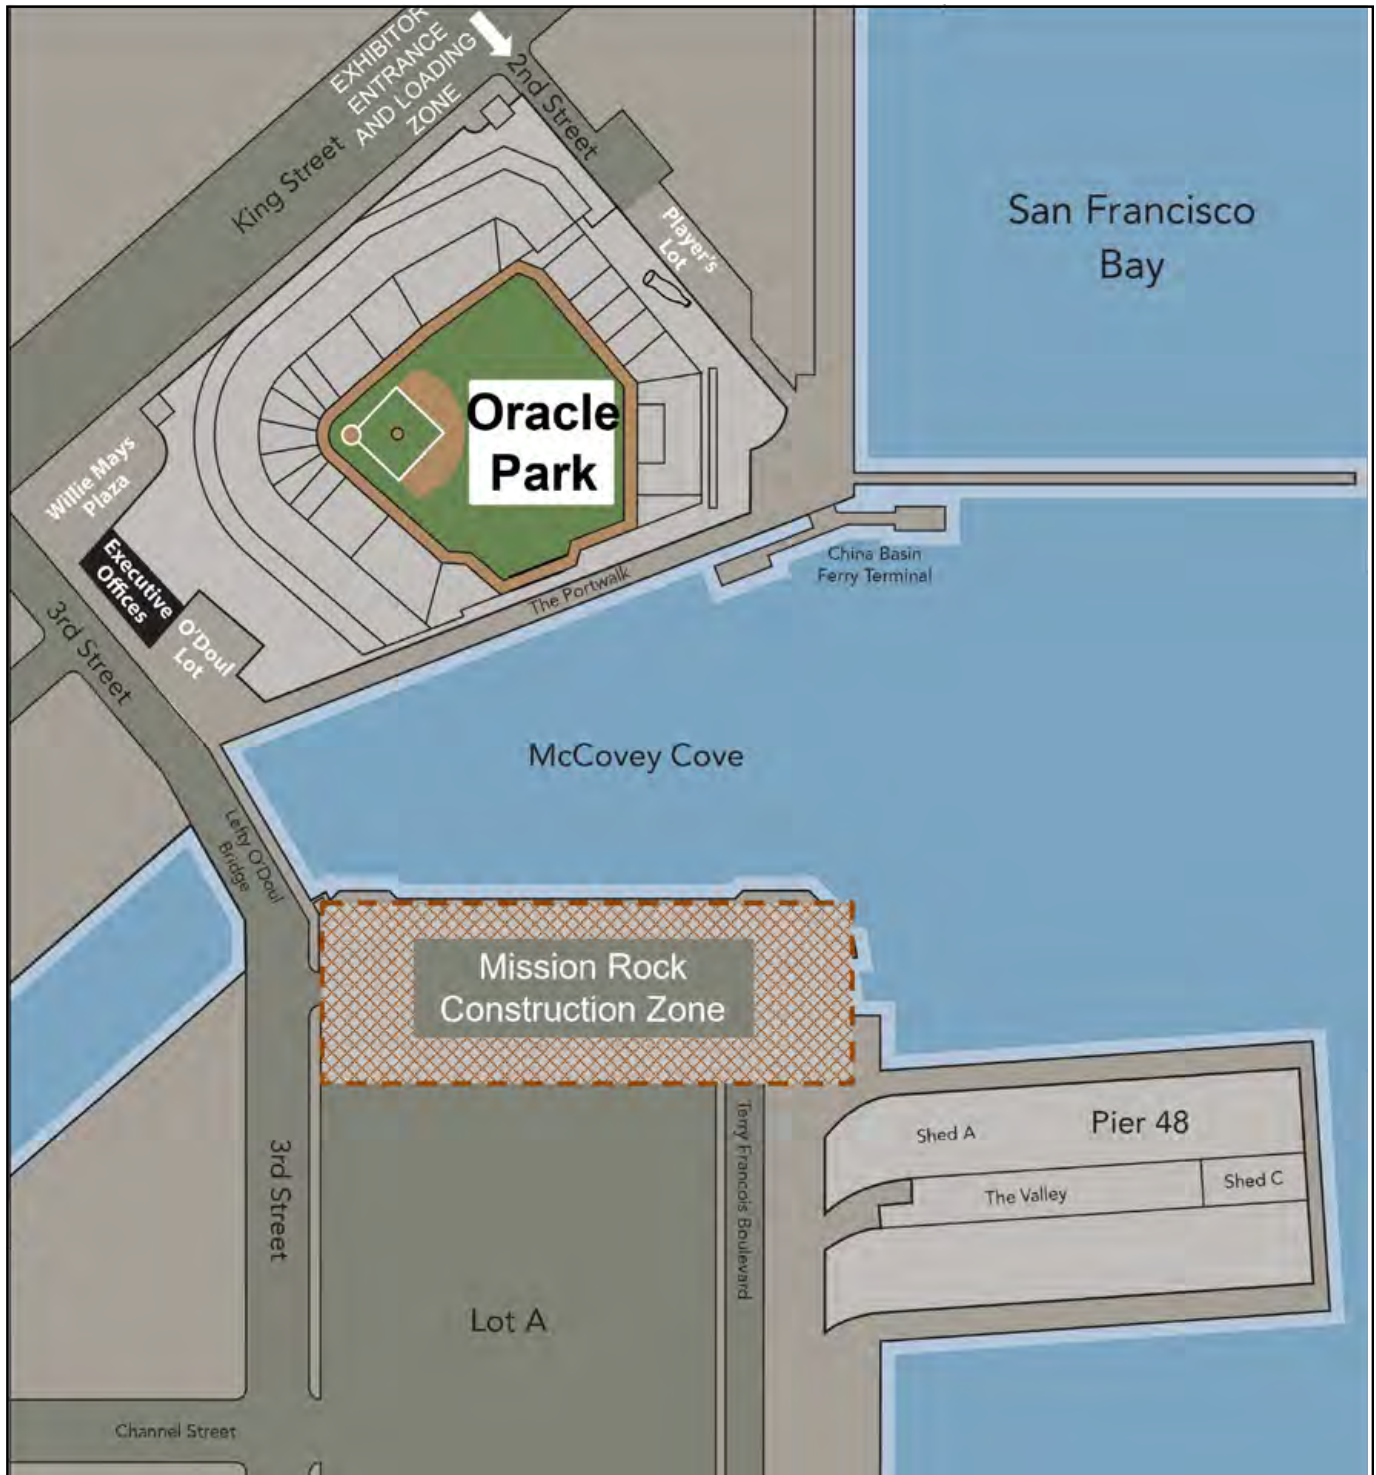 EXHIBITOR
ENTRANCE
AND LOADING
ZONE
2nd Street
King Street
San Francisco
Bay
Player's
Lot
Oracle
Park
Willie Mays
Plaza
Executive
Offices
O'Doul
Lot
China Basin
Ferry Terminal
The Portwalk
3rd Street
McCovey Cove
Lefty O'Doul
Bridge
Mission Rock
Construction Zone
Terry Francois Boulevard
Shed A
Pier 48
The Valley
Shed C
3rd Street
Lot A
Channel Street